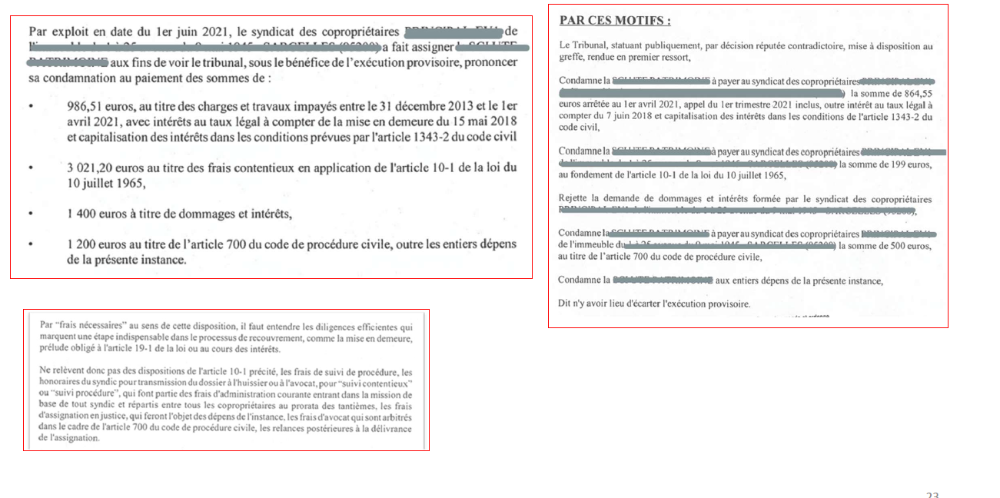 Par exploit en date du 1er juin 2021, le syndicat des copropriétaires de
a fait assigner
aux fins de voir le tribunal, sous le bénéfice de l'exécution provisoire, prononcer
sa condamnation au paiement des sommes de :
• 986,51 euros, au titre des charges et travaux impayés entre le 31 décembre 2013 et le 1er
avril 2021, avec intérêts au taux légal à compter de la mise en demeure du 15 mai 2018
et capitalisation des intérêts dans les conditions prévues par l'article 1343-2 du code civil
• 3 021,20 euros au titre des frais contentieux en application de l'article 10-1 de la loi du
10 juillet 1965,
• 1 400 euros à titre de dommages et intérêts,
• 1 200 euros au titre de l'article 700 du code de procédure civile, outre les entiers dépens
de la présente instance.
Par "frais nécessaires" au sens de cette disposition, il faut entendre les diligences efficientes qui
marquent une étape indispensable dans le processus de recouvrement, comme la mise en demeure,
prélude obligé à l'article 19-1 de la loi ou au cours des intérêts.
Ne relèvent donc pas des dispositions de l'article 10-1 précité, les frais de suivi de procédure, les
honoraires du syndic pour transmission du dossier à l'huissier ou à l'avocat, pour "suivi contentieux"
ou "suivi procédure", qui font partie des frais d'administration courante entrant dans la mission de
base de tout syndic et répartis entre tous les copropriétaires au prorata des tantièmes, les frais
d'assignation en justice, qui feront l'objet des dépens de l'instance, les frais d'avocat qui sont arbitrés
dans le cadre de l'article 700 du code de procédure civile, les relances postérieures à la délivrance
de l'assignation.
PAR CES MOTIFS :
Le Tribunal, statuant publiquement, par décision réputée contradictoire, mise à disposition au
greffe, rendue en premier ressort,
Condamne la à payer au syndicat des copropriétaires
) la somme de 864,55
euros arrêtée au 1er avril 2021, appel du 1er trimestre 2021 inclus, outre intérêt au taux légal à
compter du 7 juin 2018 et capitalisation des intérêts dans les conditions de l'article 1343-2 du
code civil,
Condamne la à payer au syndicat des copropriétaires
la somme de 199 euros,
au fondement de l'article 10-1 de la loi du 10 juillet 1965,
Rejette la demande de dommages et intérêts formée par le syndicat des copropriétaires
,
Condamne la à payer au syndicat des copropriétaires
de l'immeuble du la somme de 500 euros,
au titre de l'article 700 du code de procédure civile,
Condamne la aux entiers dépens de la présente instance,
Dit n'y avoir lieu d'écarter l'exécution provisoire.
23